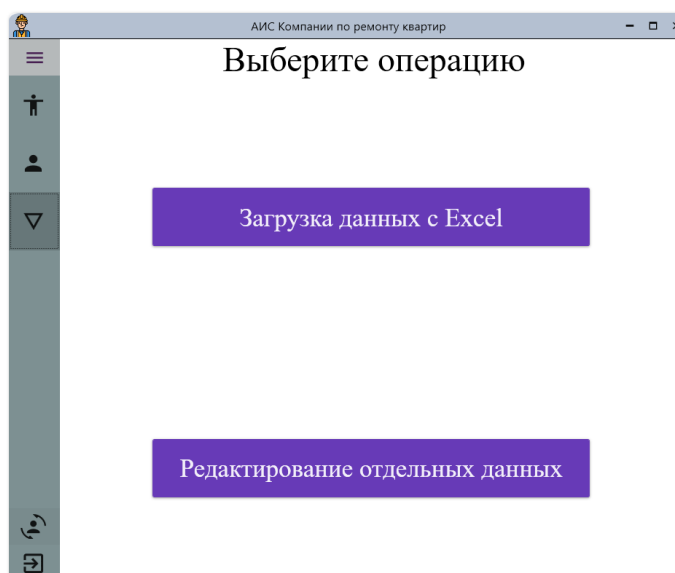 АИС Компании по ремонту квартир
Выберите операцию
Загрузка данных с Excel
Редактирование отдельных данных